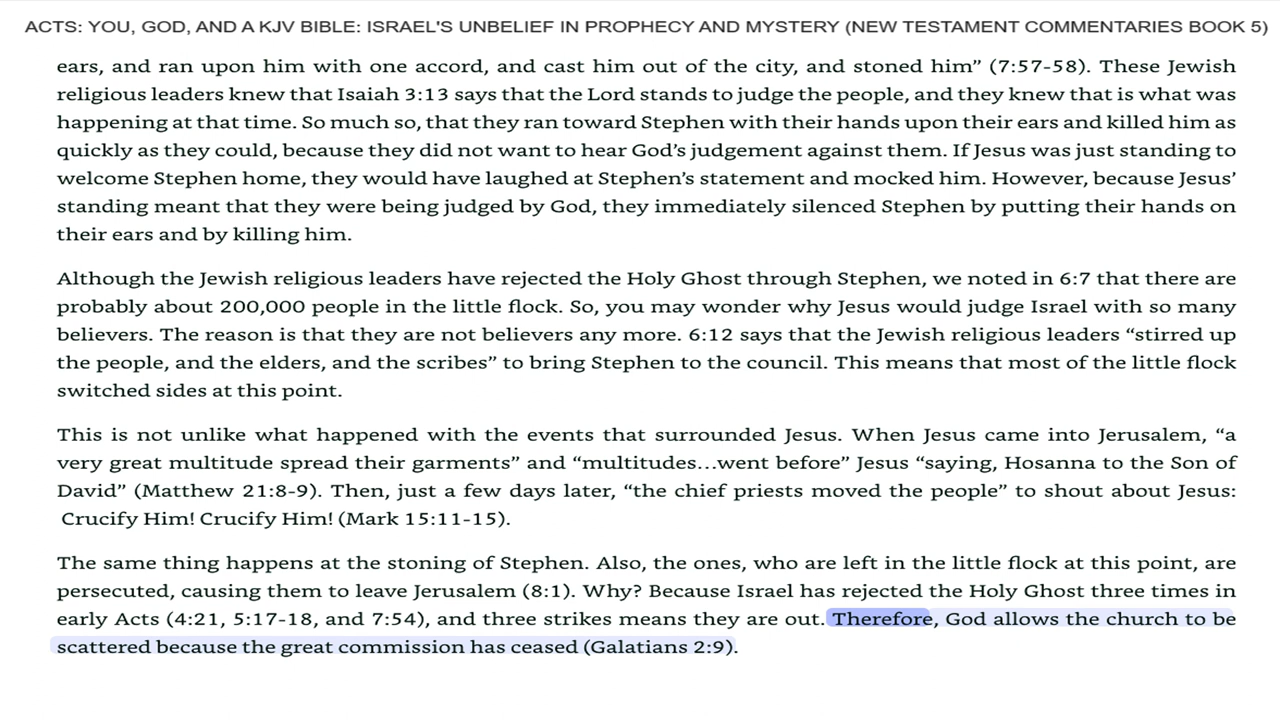 ACTS: YOU, GOD, AND A KJV BIBLE: ISRAEL'S UNBELIEF IN PROPHECY AND MYSTERY (NEW TESTAMENT COMMENTARIES BOOK 5)
ears, and ran upon him with one accord, and cast him out of the city, and stoned him” (7:57-58). These Jewish
religious leaders knew that Isaiah 3:13 says that the Lord stands to judge the people, and they knew that is what was
happening at that time. So much so, that they ran toward Stephen with their hands upon their ears and killed him as
quickly as they could, because they did not want to hear God’s judgement against them. If Jesus was just standing to
welcome Stephen home, they would have laughed at Stephen’s statement and mocked him. However, because Jesus’
standing meant that they were being judged by God, they immediately silenced Stephen by putting their hands on
their ears and by killing him.
Although the Jewish religious leaders have rejected the Holy Ghost through Stephen, we noted in 6:7 that there are
probably about 200,000 people in the little flock. So, you may wonder why Jesus would judge Israel with so many
believers. The reason is that they are not believers any more. 6:12 says that the Jewish religious leaders “stirred up
the people, and the elders, and the scribes” to bring Stephen to the council. This means that most of the little flock
switched sides at this point.
This is not unlike what happened with the events that surrounded Jesus. When Jesus came into Jerusalem, “a
very great multitude spread their garments” and “multitudes…went before” Jesus “saying, Hosanna to the Son of
David” (Matthew 21:8-9). Then, just a few days later, “the chief priests moved the people” to shout about Jesus:
Crucify Him! Crucify Him! (Mark 15:11-15).
The same thing happens at the stoning of Stephen. Also, the ones, who are left in the little flock at this point, are
persecuted, causing them to leave Jerusalem (8:1). Why? Because Israel has rejected the Holy Ghost three times in
early Acts (4:21, 5:17-18, and 7:54), and three strikes means they are out. Therefore, God allows the church to be
scattered because the great commission has ceased (Galatians 2:9).